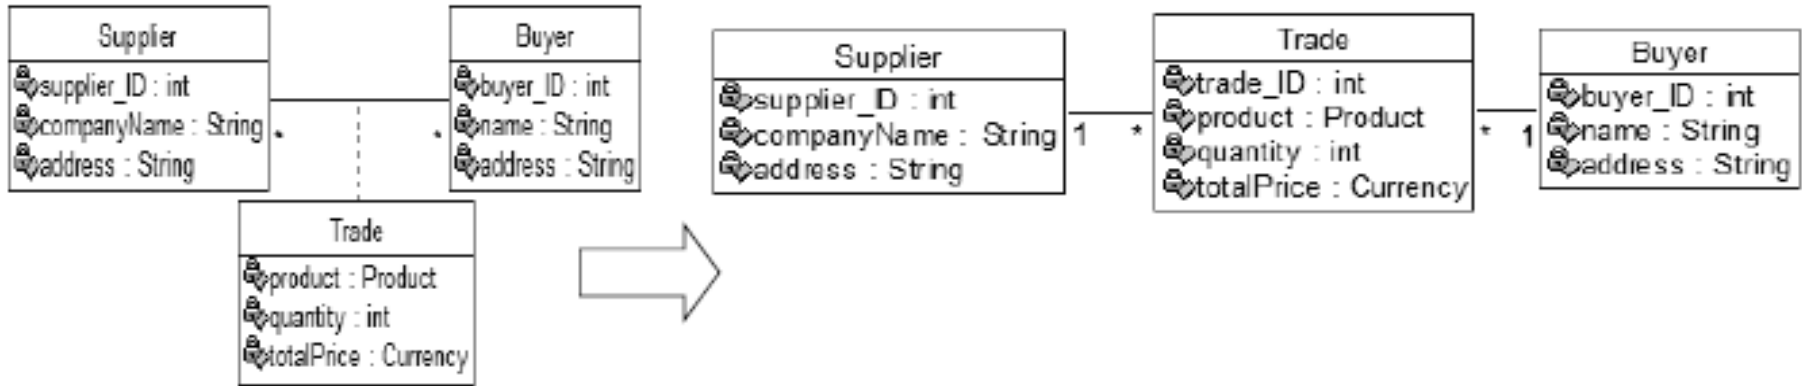 Supplier
supplier_ID : int
companyName : String
address : String
*
*
Buyer
buyer_ID : int
name : String
address : String
Trade
product : Product
quantity : int
totalPrice : Currency
Supplier
supplier_ID : int
companyName : String
address : String
1
*
Trade
trade_ID : int
product : Product
quantity : int
totalPrice : Currency
*
1
Buyer
buyer_ID : int
name : String
address : String